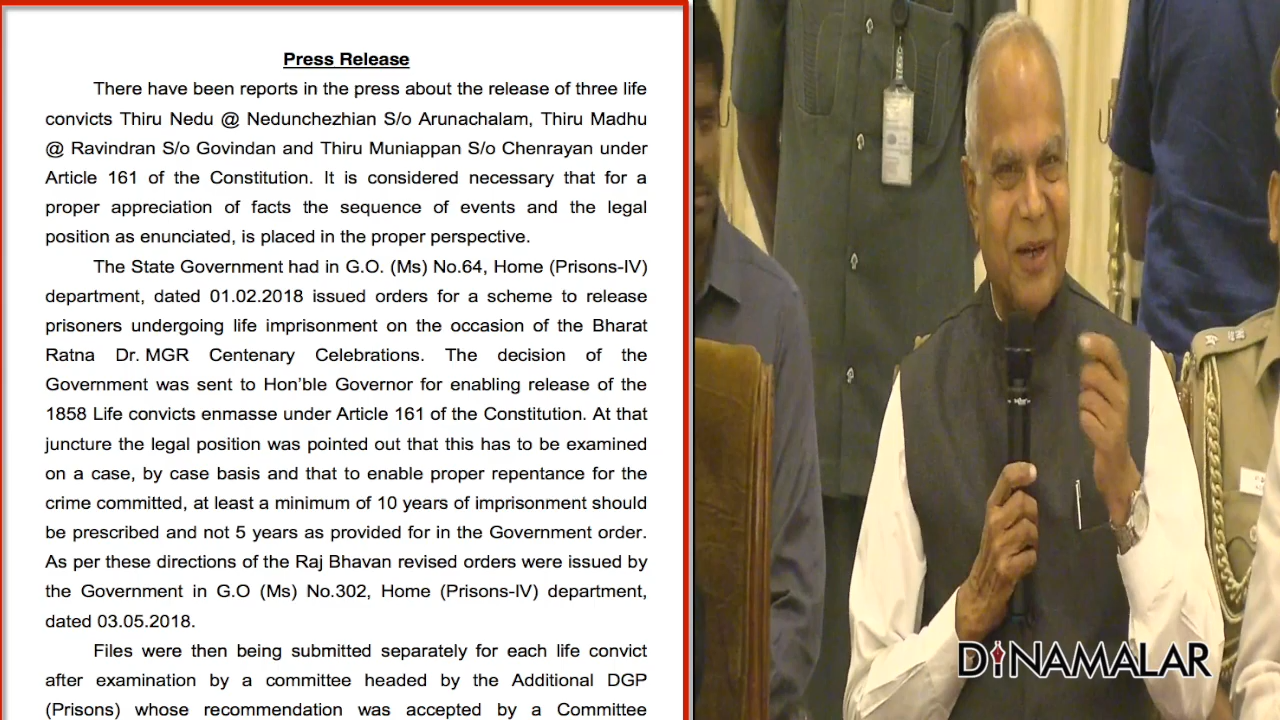 Press Release
There have been reports in the press about the release of three life
convicts Thiru Nedu @ Nedunchezhian S/o Arunachalam, Thiru Madhu
@ Ravindran S/o Govindan and Thiru Muniappan S/o Chenrayan under
Article 161 of the Constitution. It is considered necessary that for a
proper appreciation of facts the sequence of events and the legal
position as enunciated, is placed in the proper perspective.
The State Government had in G.O. (Ms) No.64, Home (Prisons-IV)
department, dated 01.02.2018 issued orders for a scheme to release
prisoners undergoing life imprisonment on the occasion of the Bharat
Ratna Dr. MGR Centenary Celebrations. The decision of the
Government was sent to Hon'ble Governor for enabling release of the
1858 Life convicts enmasse under Article 161 of the Constitution. At that
juncture the legal position was pointed out that this has to be examined
on a case, by case basis and that to enable proper repentance for the
crime committed, at least a minimum of 10 years of imprisonment should
be prescribed and not 5 years as provided for in the Government order.
As per these directions of the Raj Bhavan revised orders were issued by
the Government in G.O (Ms) No.302, Home (Prisons-IV) department,
dated 03.05.2018.
Files were then being submitted separately for each life convict
after examination by a committee headed by the Additional DGP
(Prisons) whose recommendation was accepted by a Committee
DINAMALAR